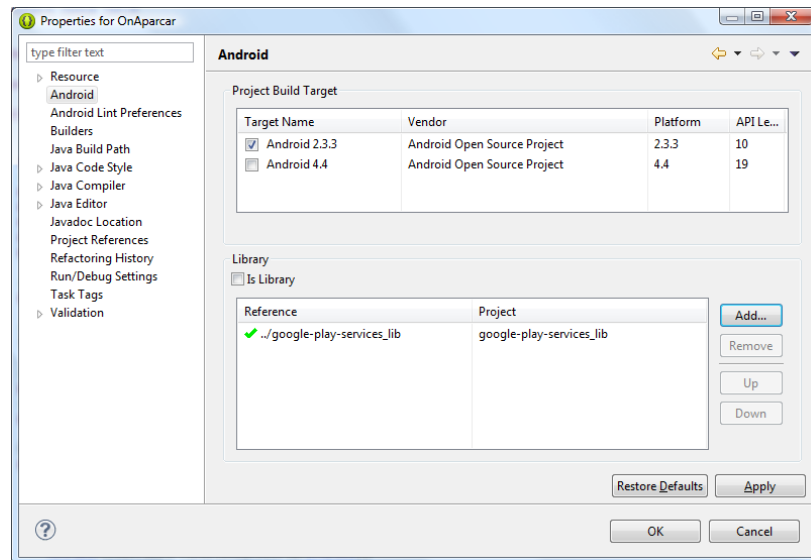 Properties for OnAparcar
type filter text
Resource
Android
Android Lint Preferences
Builders
Java Build Path
Java Code Style
Java Compiler
Java Editor
Javadoc Location
Project References
Refactoring History
Run/Debug Settings
Task Tags
Validation
Android
Project Build Target
Target Name Vendor Platform API Le...
Android 2.3.3 Android Open Source Project 2.3.3 10
Android 4.4 Android Open Source Project 4.4 19
Library
Is Library
Reference Project
../google-play-services_lib google-play-services_lib
Add...
Remove
Up
Down
Restore Defaults Apply
OK Cancel